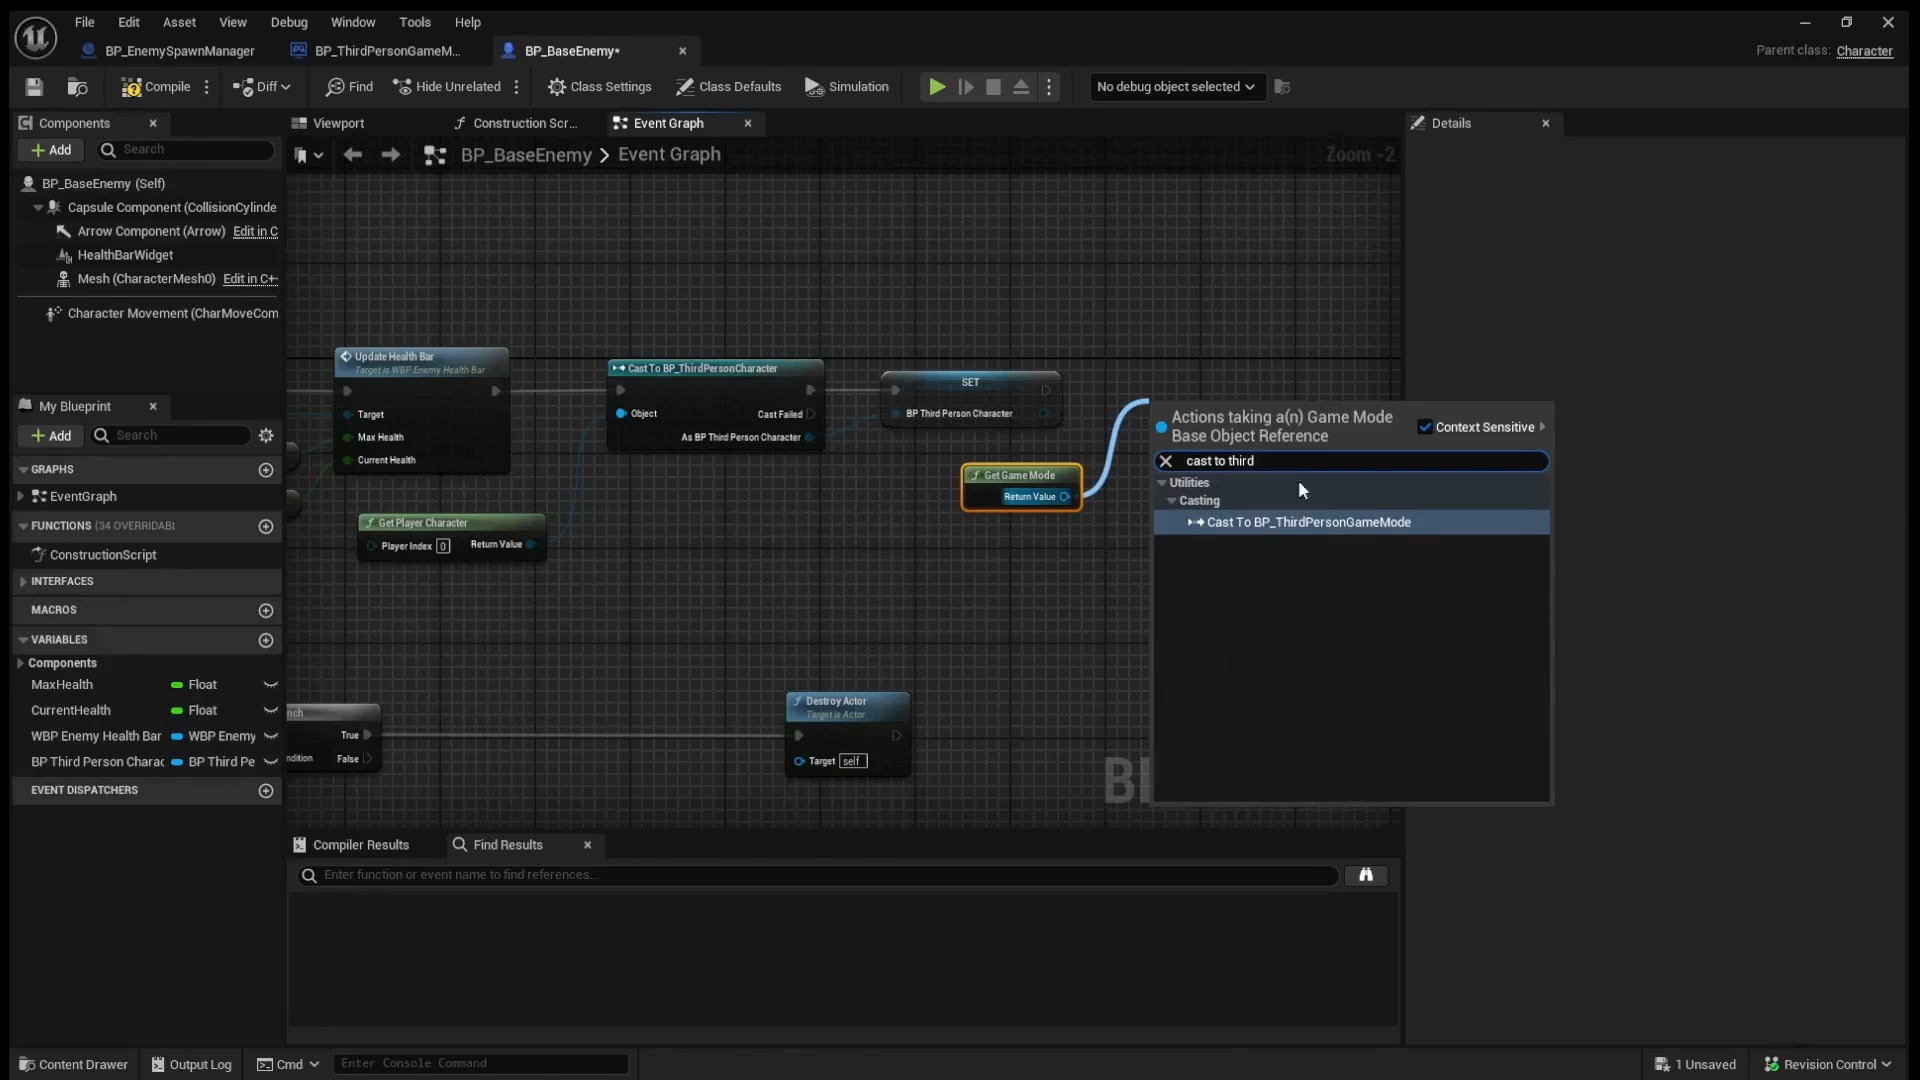 File Edit Asset View Debug Window Tools Help
BP_EnemySpawnManager BP_ThirdPersonGameM... BP_BaseEnemy*
Parent class: Character
Compile Diff Find Hide Unrelated Class Settings Class Defaults Simulation No debug object selected
Components
Viewport Construction Scr... Event Graph
Details
Add Search
BP_BaseEnemy > Event Graph
Zoom -2
BP_BaseEnemy (Self)
Capsule Component (CollisionCylinde
Arrow Component (Arrow) Edit in C
HealthBarWidget
Mesh (CharacterMesh0) Edit in C+
Character Movement (CharMoveCom
My Blueprint
Add Search
GRAPHS
EventGraph
FUNCTIONS (34 OVERRIDABL
ConstructionScript
INTERFACES
MACROS
VARIABLES
Components
MaxHealth Float
CurrentHealth Float
WBP Enemy Health Bar WBP Enemy
BP Third Person Charac BP Third Pe
EVENT DISPATCHERS
Update Health Bar
Target is WBP Enemy Health Bar
Target
Max Health
Current Health
Cast To BP_ThirdPersonCharacter
Object Cast Failed
As BP Third Person Character
SET
BP Third Person Character
Get Game Mode
Return Value
Get Player Character
Player Index 0 Return Value
nch
True
ndition False
Destroy Actor
Target is Actor
Target self
Actions taking a(n) Game Mode
Base Object Reference
Context Sensitive
cast to third
Utilities
Casting
Cast To BP_ThirdPersonGameMode
Bl
Compiler Results Find Results
Enter function or event name to find references...
Content Drawer Output Log Cmd Enter Console Command 1 Unsaved Revision Control